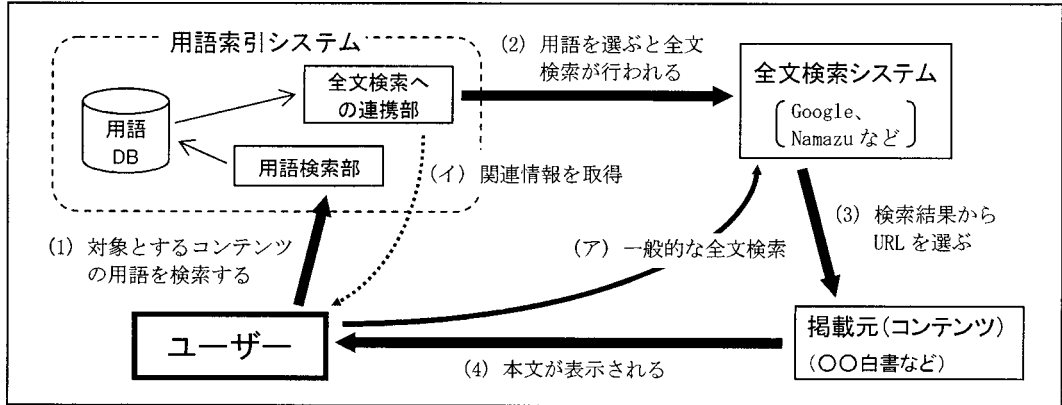 用語索引システム
(2) 用語を選ぶと全文
検索が行われる
全文検索へ
の連携部
全文検索システム
Google、
Namazu など
用語
DB
用語検索部
(イ) 関連情報を取得
(3) 検索結果から
URL を選ぶ
(1) 対象とするコンテンツ
の用語を検索する
(ア) 一般的な全文検索
ユーザー
掲載元(コンテンツ)
(〇〇白書など)
(4) 本文が表示される